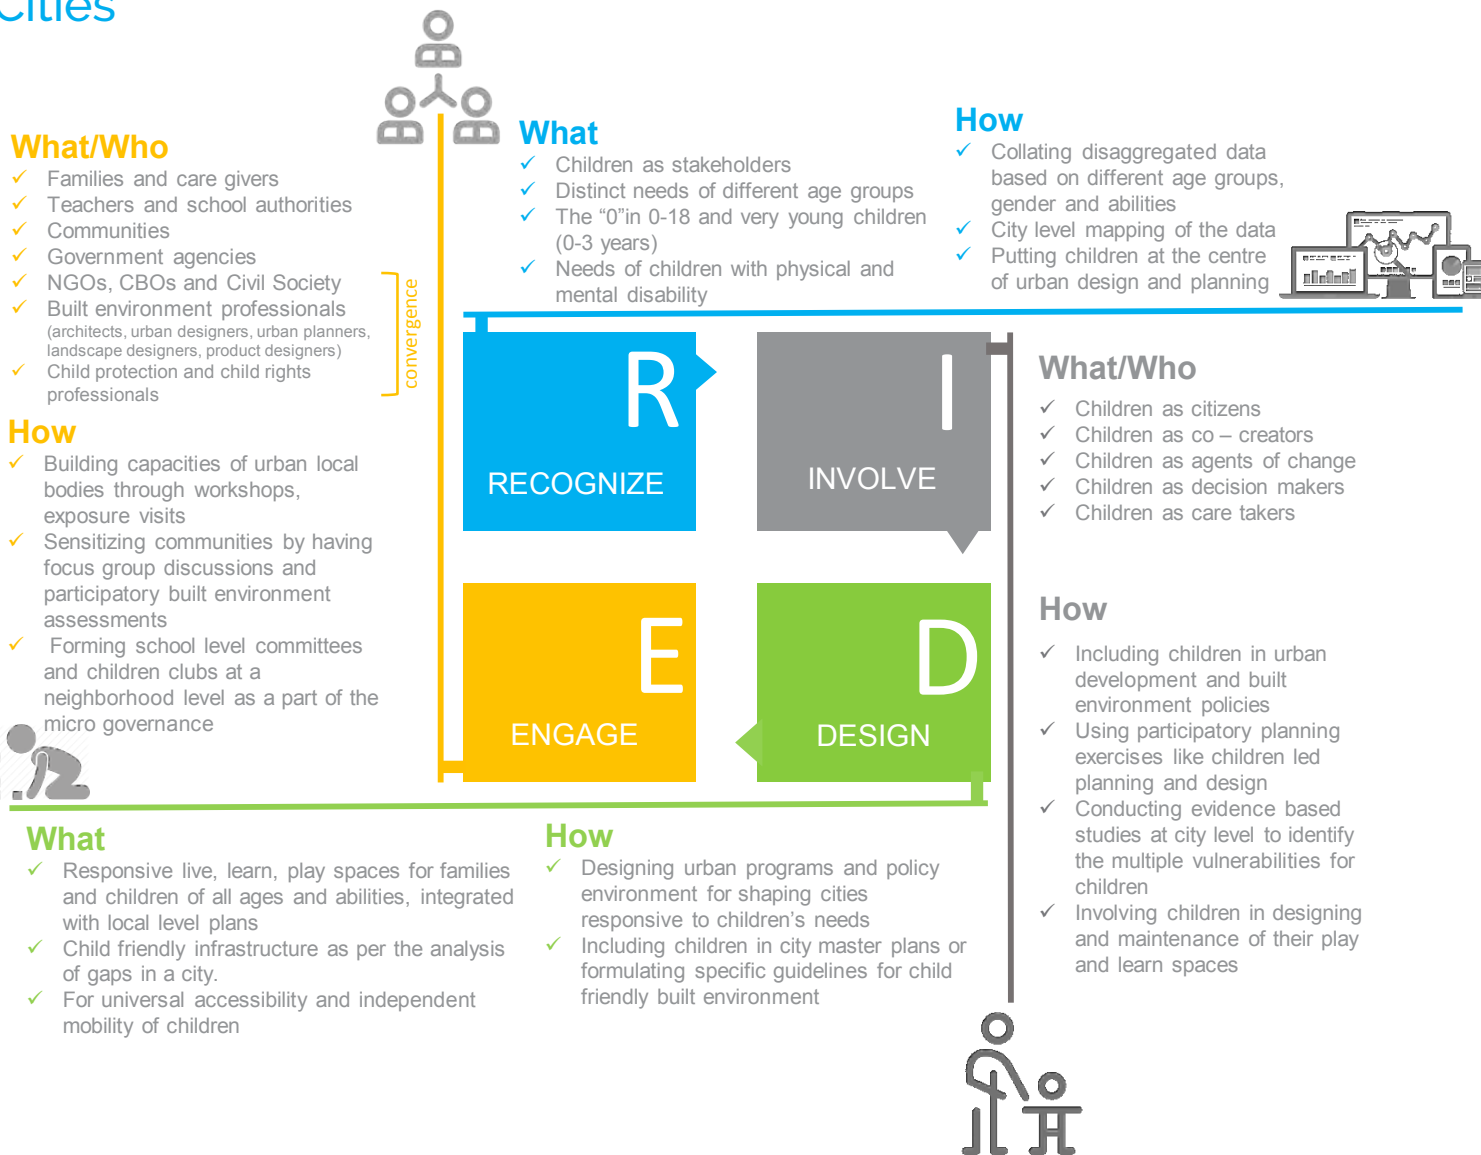 Cities
What/Who
Families and care givers
Teachers and school authorities
Communities
Government agencies
NGOs, CBOs and Civil Society
Built environment professionals
(architects, urban designers, urban planners,
landscape designers, product designers)
Child protection and child rights
professionals
convergence
How
Building capacities of urban local
bodies through workshops,
exposure visits
Sensitizing communities by having
focus group discussions and
participatory built environment
assessments
Forming school level committees
and children clubs at a
neighborhood level as a part of the
micro governance
What
Children as stakeholders
Distinct needs of different age groups
The “0”in 0-18 and very young children
(0-3 years)
Needs of children with physical and
mental disability
How
Collating disaggregated data
based on different age groups,
gender and abilities
City level mapping of the data
Putting children at the centre
of urban design and planning
R
RECOGNIZE
I
INVOLVE
E
ENGAGE
D
DESIGN
What/Who
Children as citizens
Children as co – creators
Children as agents of change
Children as decision makers
Children as care takers
How
Including children in urban
development and built
environment policies
Using participatory planning
exercises like children led
planning and design
Conducting evidence based
studies at city level to identify
the multiple vulnerabilities for
children
Involving children in designing
and maintenance of their play
and learn spaces
What
Responsive live, learn, play spaces for families
and children of all ages and abilities, integrated
with local level plans
Child friendly infrastructure as per the analysis
of gaps in a city.
For universal accessibility and independent
mobility of children
How
Designing urban programs and policy
environment for shaping cities
responsive to children’s needs
Including children in city master plans or
formulating specific guidelines for child
friendly built environment